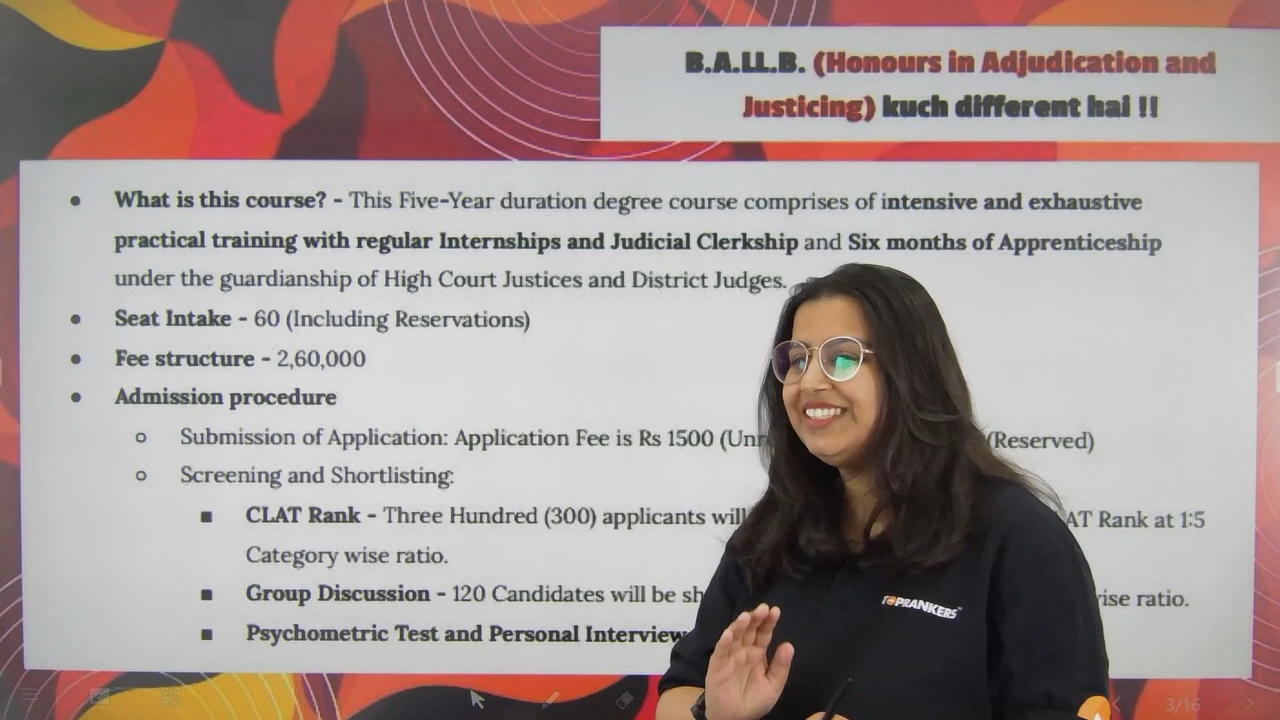 B.A.LL.B. (Honours in Adjudication and
Justicing) kuch different hai !!
● What is this course? - This Five-Year duration degree course comprises of intensive and exhaustive
practical training with regular Internships and Judicial Clerkship and Six months of Apprenticeship
under the guardianship of High Court Justices and District Judges.
● Seat Intake - 60 (Including Reservations)
● Fee structure - 2,60,000
● Admission procedure
○ Submission of Application: Application Fee is Rs 1500 (Unr (Reserved)
○ Screening and Shortlisting:
■ CLAT Rank - Three Hundred (300) applicants will AT Rank at 1:5
Category wise ratio.
■ Group Discussion - 120 Candidates will be sh ise ratio.
■ Psychometric Test and Personal Interview
TOPRANKERS
3/16